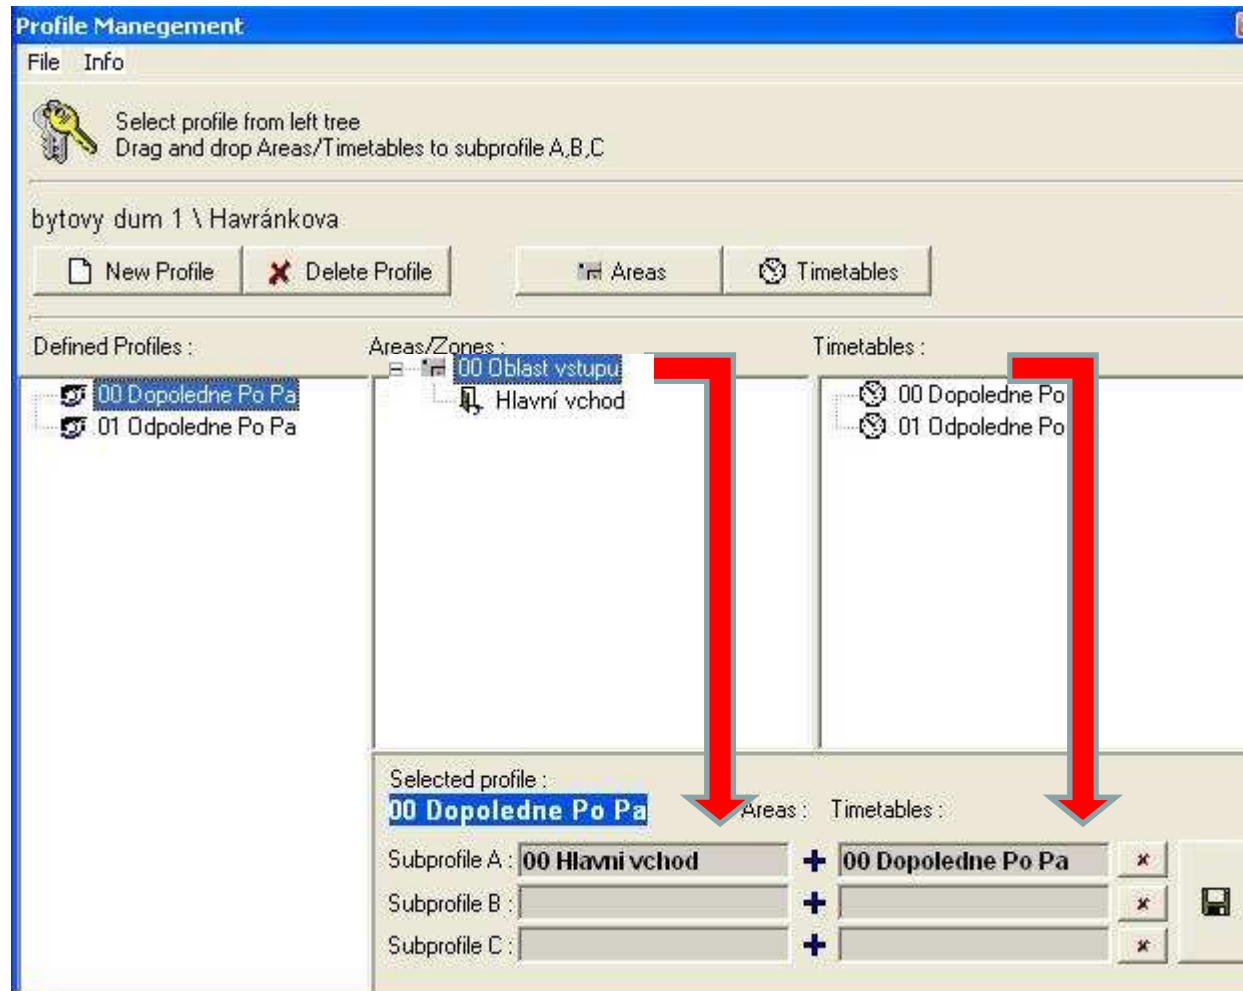 Profile Manegement
File Info
Select profile from left tree
Drag and drop Areas/Timetables to subprofile A,B,C
bytovy dum 1 \ Havránkova
New Profile Delete Profile Areas Timetables
Defined Profiles : Areas/Zones : Timetables :
00 Dopoledne Po Pa
01 Odpoledne Po Pa
00 Oblast vstupu
Hlavní vchod
00 Dopoledne Po
01 Odpoledne Po
Selected profile :
00 Dopoledne Po Pa
Areas : Timetables :
Subprofile A : 00 Hlavni vchod + 00 Dopoledne Po Pa x
Subprofile B : + x
Subprofile C : + x